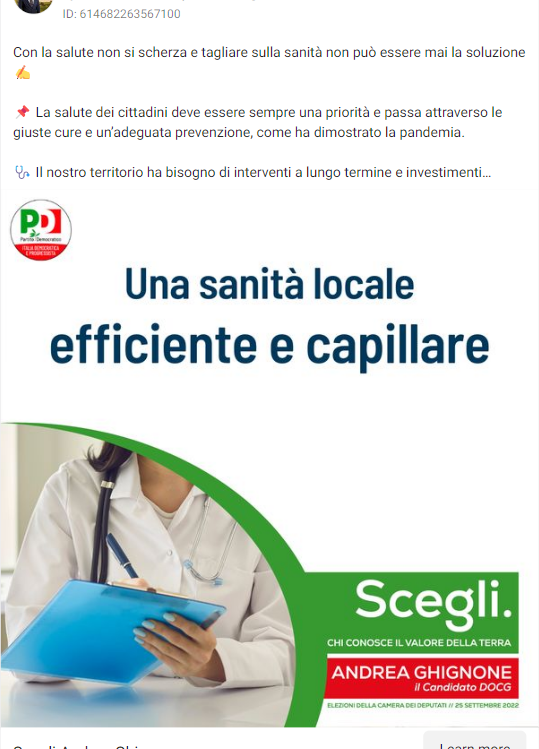 ID: 614682263567100
Con la salute non si scherza e tagliare sulla sanità non può essere mai la soluzione
✍️
📌 La salute dei cittadini deve essere sempre una priorità e passa attraverso le
giuste cure e un'adeguata prevenzione, come ha dimostrato la pandemia.
🩺 Il nostro territorio ha bisogno di interventi a lungo termine e investimenti...
PD
Partito Democratico
ITALIA DEMOCRATICA
E PROGRESSISTA
Una sanità locale
efficiente e capillare
Scegli.
CHI CONOSCE IL VALORE DELLA TERRA
ANDREA GHIGNONE
il Candidato DOCG
ELEZIONI DELLA CAMERA DEI DEPUTATI // 25 SETTEMBRE 2022
Learn more